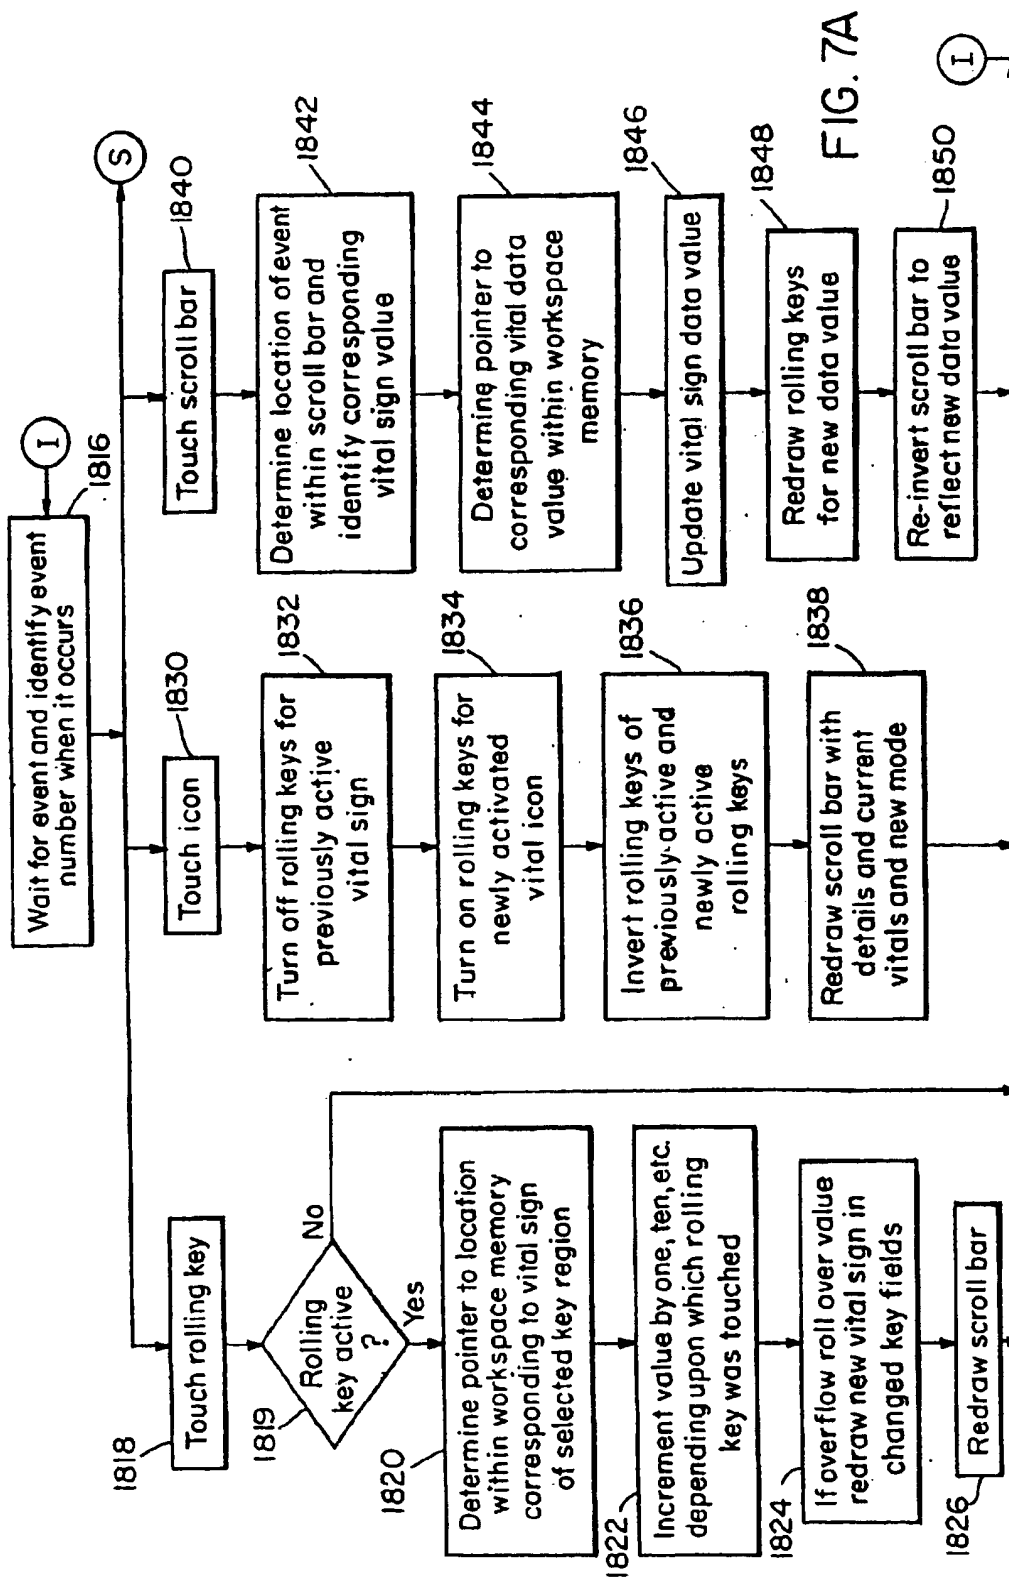 Wait for event and identify event
number when it occurs
I
1816
S
1818
Touch rolling key
1819
Rolling
key active
?
No
Yes
1820
Determine pointer to location
within workspace memory
corresponding to vital sign
of selected key region
1822
Increment value by one, ten, etc.
depending upon which rolling
key was touched
1824
If overflow roll over value
redraw new vital sign in
changed key fields
1826
Redraw scroll bar
Touch icon
1830
Turn off rolling keys for
previously active
vital sign
1832
Turn on rolling keys for
newly activated
vital icon
1834
Invert rolling keys of
previously-active and
newly active
rolling keys
1836
Redraw scroll bar with
details and current
vitals and new mode
1838
Touch scroll bar
1840
Determine location of event
within scroll bar and
identify corresponding
vital sign value
1842
Determine pointer to
corresponding vital data
value within workspace
memory
1844
Update vital sign data value
1846
Redraw rolling keys
for new data value
1848
Re-invert scroll bar to
reflect new data value
1850
FIG. 7A
I